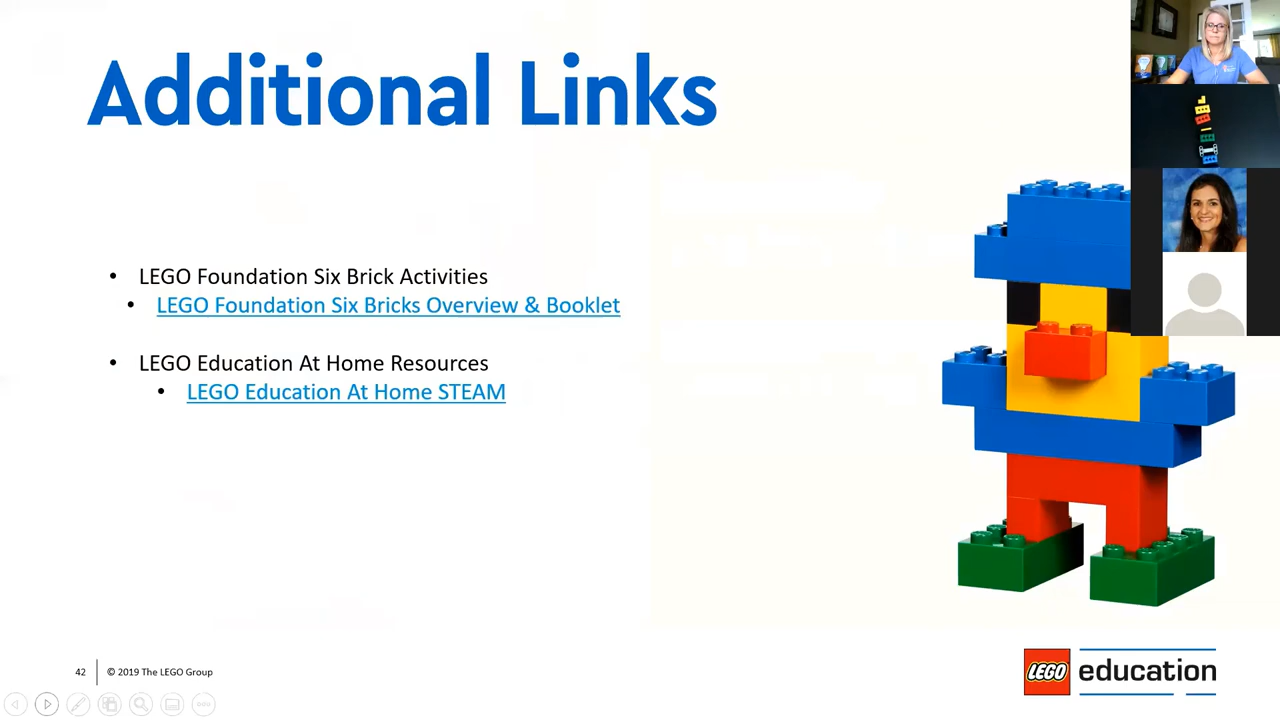 Additional Links
• LEGO Foundation Six Brick Activities
• LEGO Foundation Six Bricks Overview & Booklet
• LEGO Education At Home Resources
• LEGO Education At Home STEAM
42
© 2019 The LEGO Group
LEGO education